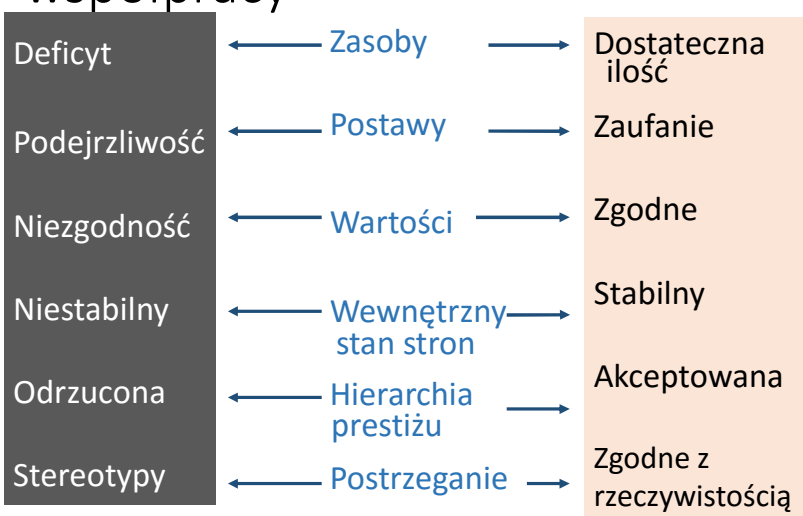 współpracy
Deficyt Zasoby Dostateczna
ilość
Podejrzliwość Postawy Zaufanie
Niezgodność Wartości Zgodne
Niestabilny Wewnętrzny Stabilny
stan stron
Odrzucona Hierarchia Akceptowana
prestiżu
Stereotypy Postrzeganie Zgodne z
rzeczywistością